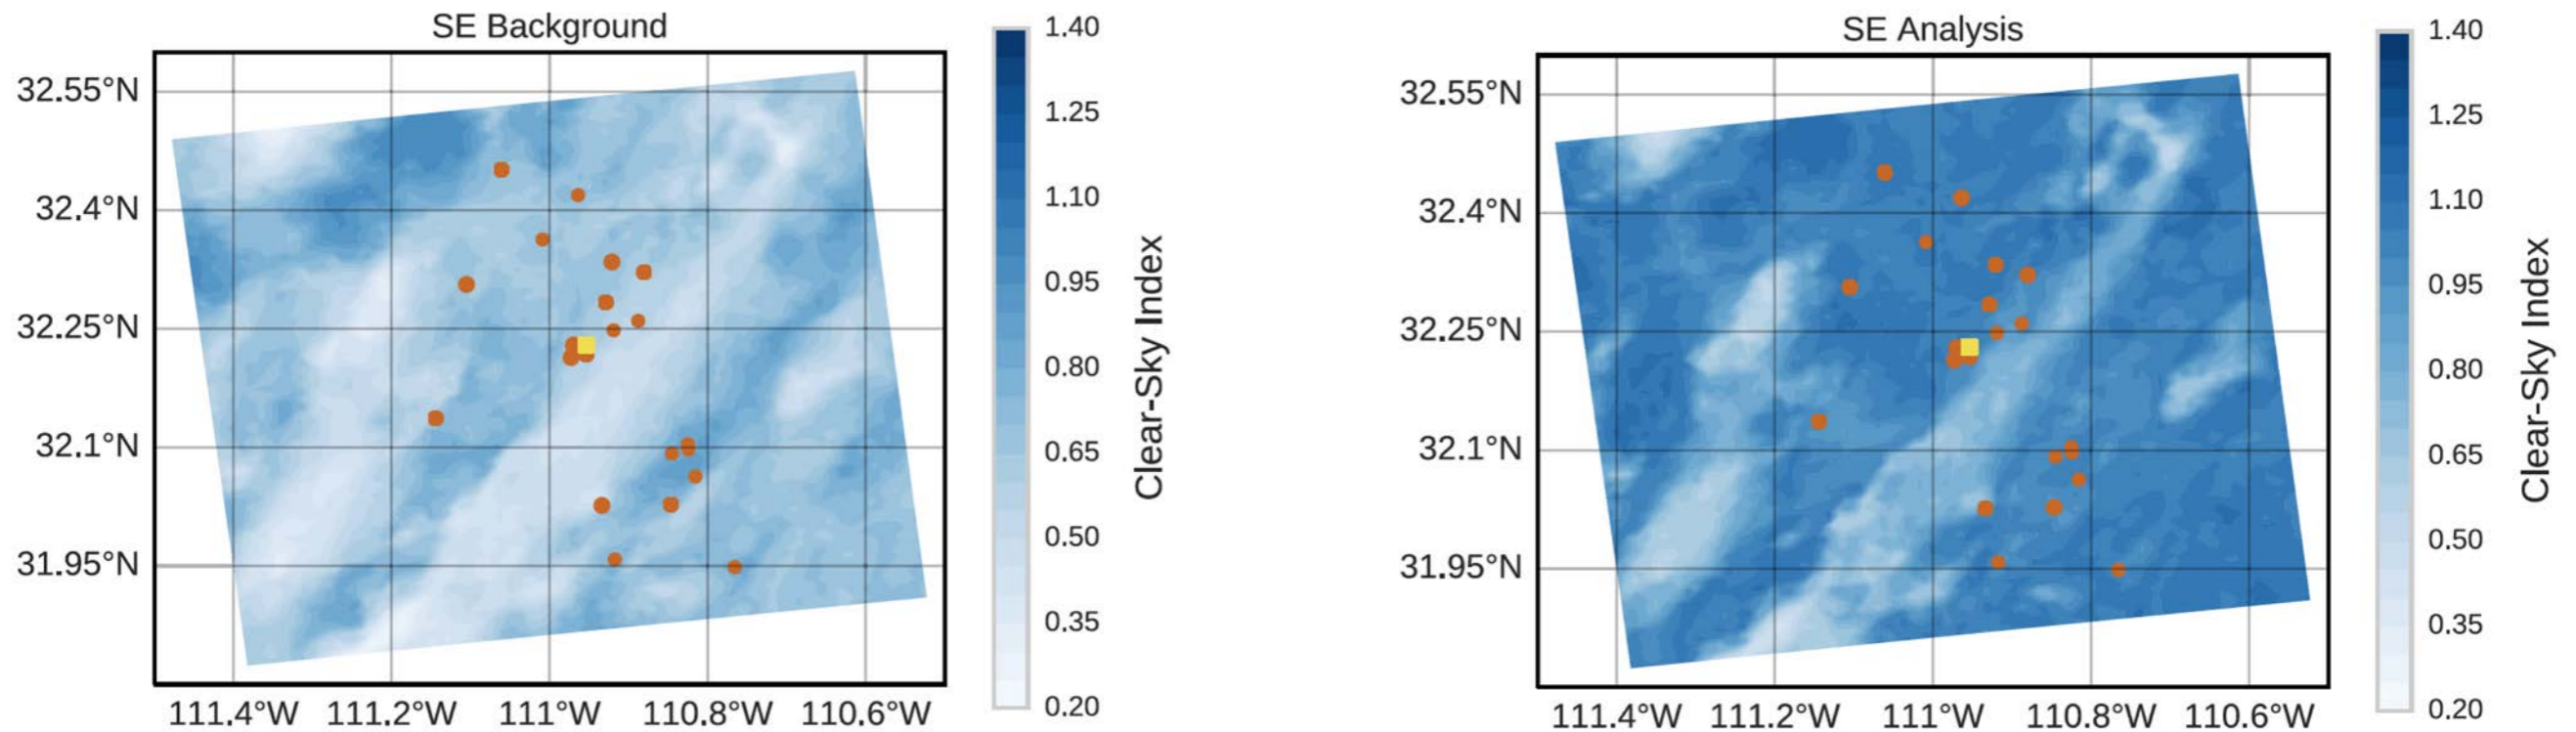 SE Background
32.55°N
32.4°N
32.25°N
32.1°N
31.95°N
111.4°W 111.2°W 111°W 110.8°W 110.6°W
1.40
1.25
1.10
0.95
0.80
0.65
0.50
0.35
0.20
Clear-Sky Index
SE Analysis
32.55°N
32.4°N
32.25°N
32.1°N
31.95°N
111.4°W 111.2°W 111°W 110.8°W 110.6°W
1.40
1.25
1.10
0.95
0.80
0.65
0.50
0.35
0.20
Clear-Sky Index